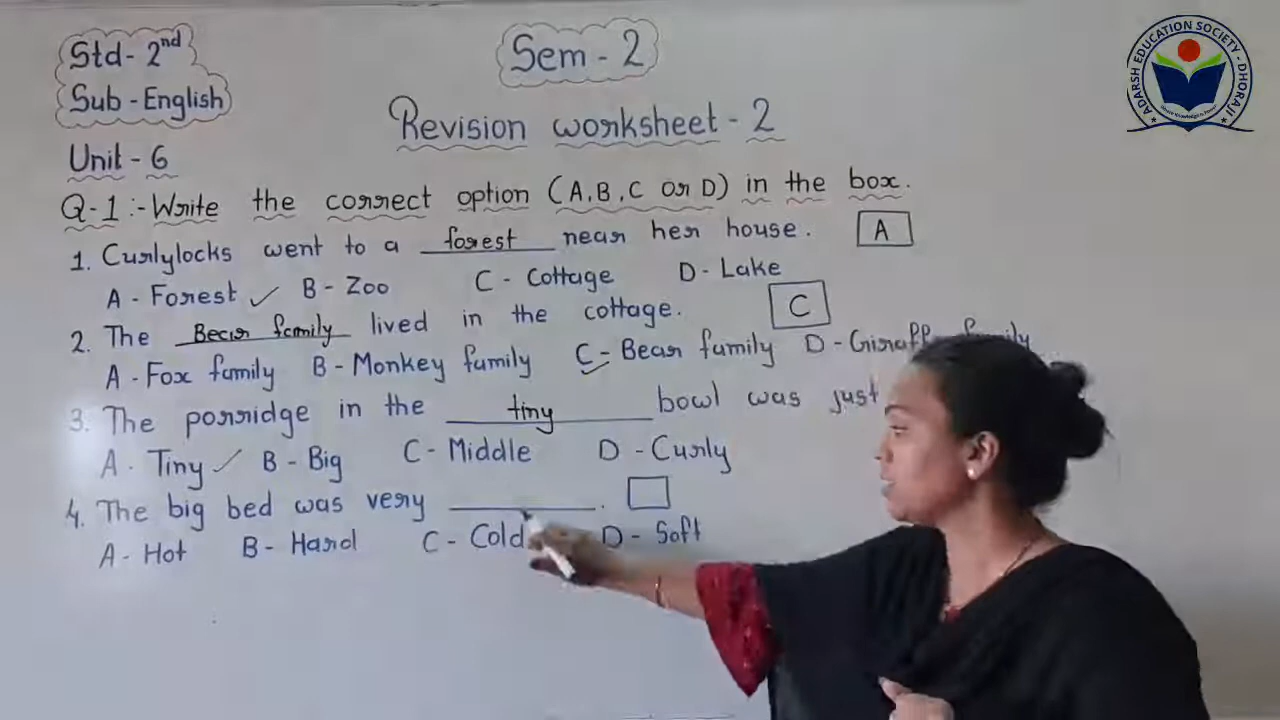 Std- 2nd
Sub - English
Unit - 6
Sem - 2
Revision worksheet - 2
ADARSH EDUCATION SOCIETY - DHORAJI
Q-1 :- Write the correct option (A, B, C or D) in the box.
1. Curlylocks went to a forest near her house. A
A - Forest ✓ B - Zoo C - Cottage D - Lake
2. The Bear family lived in the cottage. C
A - Fox family B - Monkey family C - Bear family D - Giraffe family
3. The porridge in the tiny bowl was just
A - Tiny ✓ B - Big C - Middle D - Curly
4. The big bed was very ________. □
A - Hot B - Hard C - Cold D - Soft